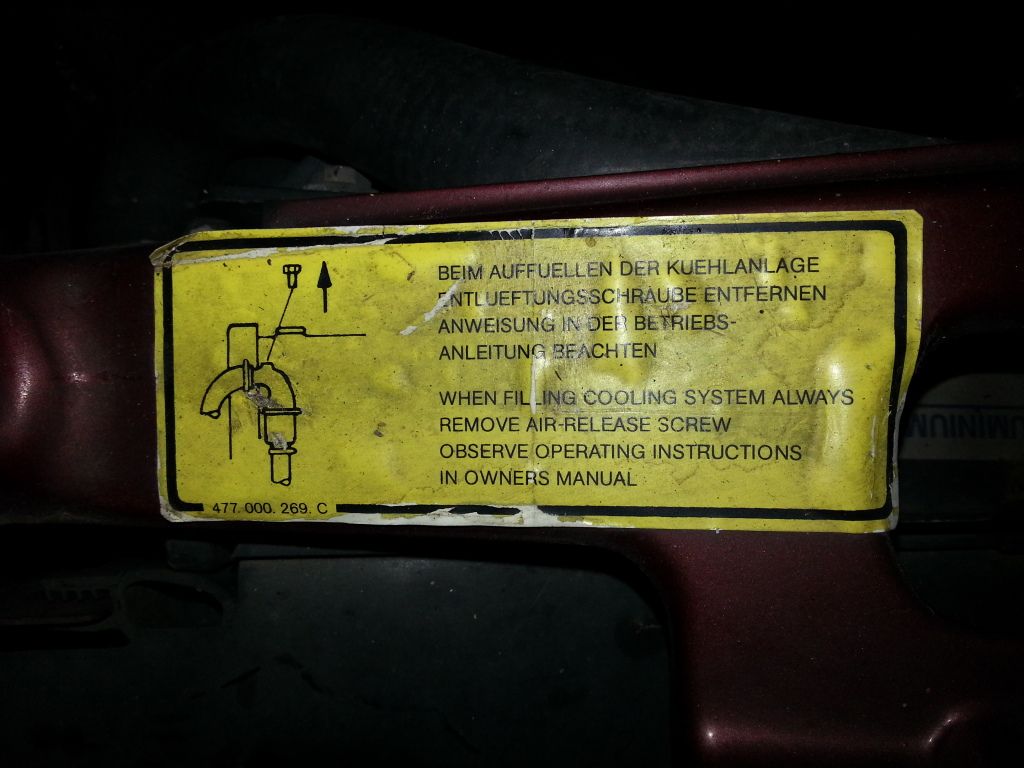 BEIM AUFFUELLEN DER KUEHLANLAGE
ENTLUEFTUNGSSCHRAUBE ENTFERNEN
ANWEISUNG IN DER BETRIEBS-
ANLEITUNG BEACHTEN
WHEN FILLING COOLING SYSTEM ALWAYS
REMOVE AIR-RELEASE SCREW
OBSERVE OPERATING INSTRUCTIONS
IN OWNERS MANUAL
477. 000. 269. C